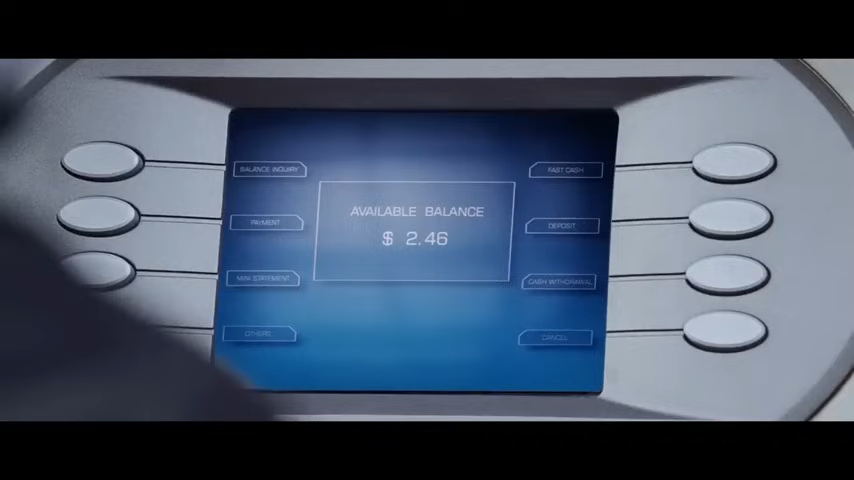 BALANCE INQUIRY
FAST CASH
AVAILABLE BALANCE
$ 2.46
PAYMENT
DEPOSIT
MINI STATEMENT
CASH WITHDRAWAL
OTHERS
CANCEL